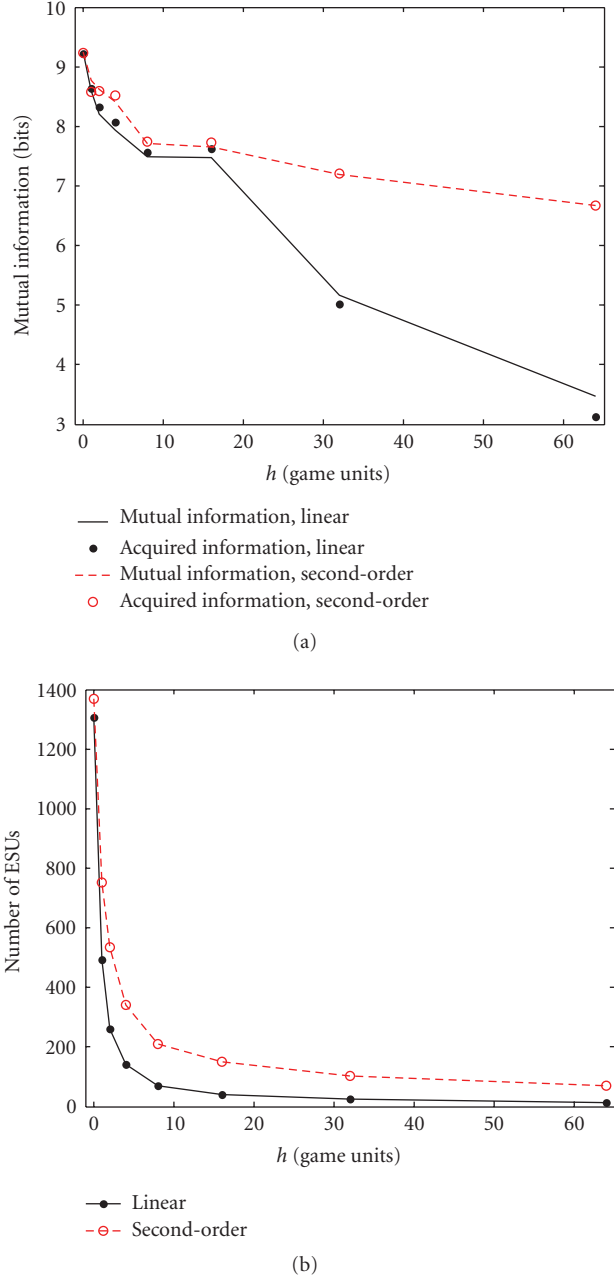 10
9
8
7
6
5
4
3
Mutual information (bits)
0 10 20 30 40 50 60
h (game units)
Mutual information, linear
Acquired information, linear
Mutual information, second-order
Acquired information, second-order
(a)
1400
1200
1000
800
600
400
200
0
Number of ESUs
0 10 20 30 40 50 60
h (game units)
Linear
Second-order
(b)